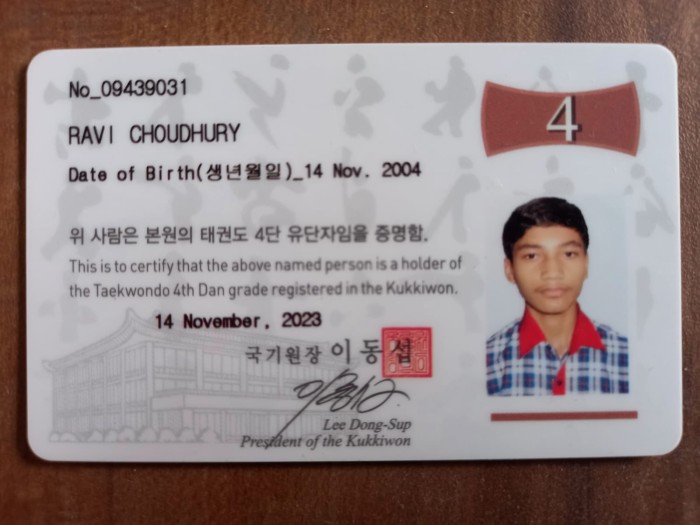 No_09439031
4
RAVI CHOUDHURY
Date of Birth(생년월일)_14 Nov. 2004
위 사람은 본원의 태권도 4단 유단자임을 증명함.
This is to certify that the above named person is a holder of
the Taekwondo 4th Dan grade registered in the Kukkiwon.
14 November, 2023
국기원장 이동섭
Lee Dong-Sup
President of the Kukkiwon